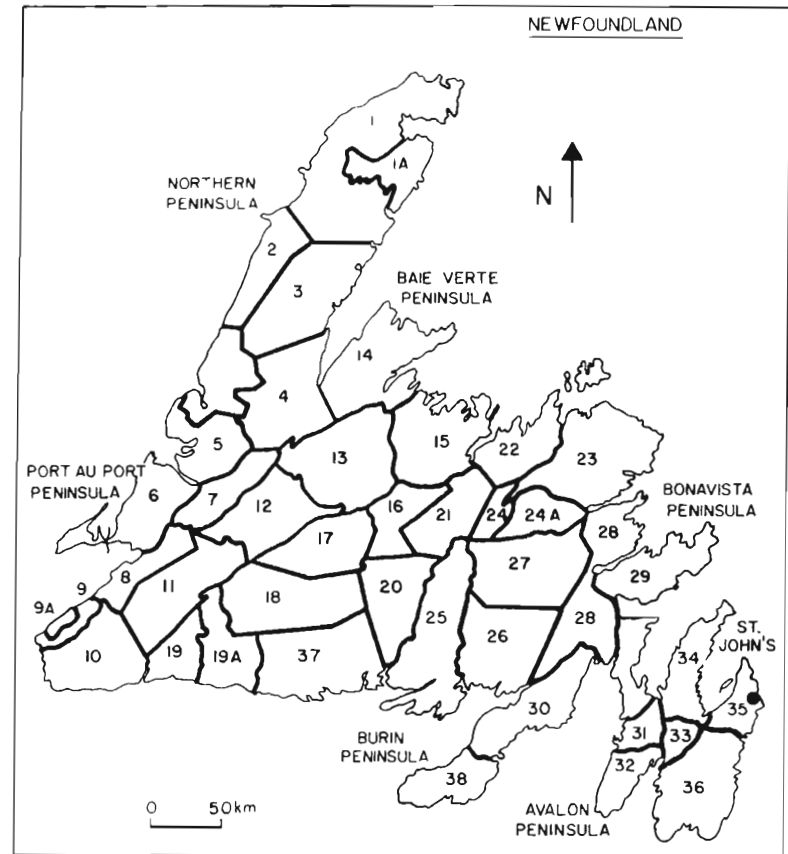 NEWFOUNDLAND
1
1A
N
NORTHERN
PENINSULA
2
3
BAIE VERTE
PENINSULA
14
4
5
13
15
22
23
PORT AU PORT
PENINSULA
6
7
12
16
21
24
24A
BONAVISTA
PENINSULA
28
17
27
29
8
9
9A
11
18
20
25
28
10
19
19A
37
26
34
ST.
JOHN'S
35
30
31
33
32
36
BURIN
PENINSULA
38
AVALON
PENINSULA
0 50km